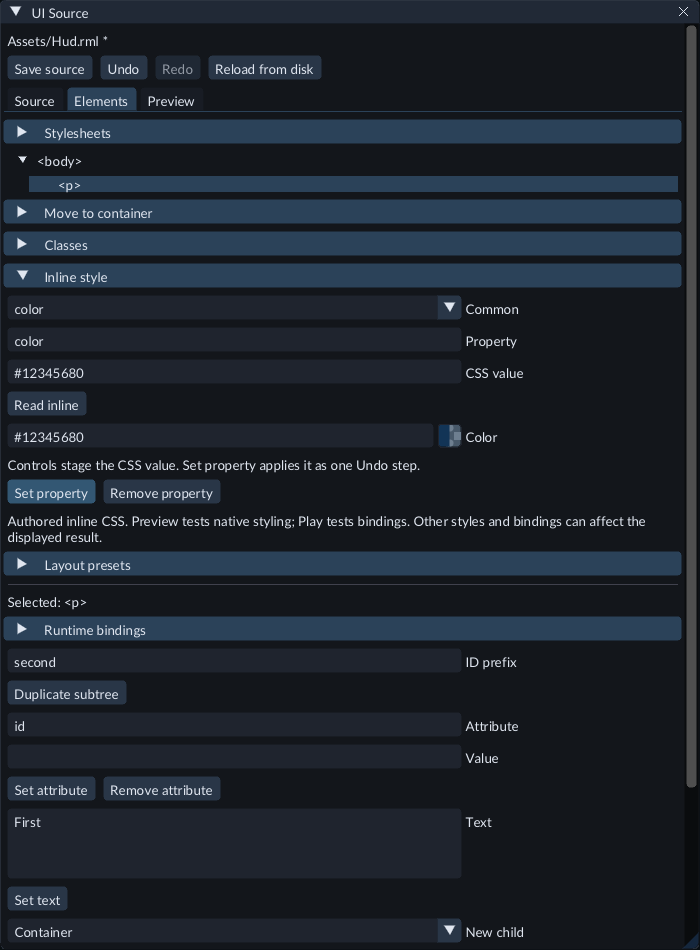 UI Source
Assets/Hud.rml *
Save source Undo Redo Reload from disk
Source Elements Preview
Stylesheets
<body>
<p>
Move to container
Classes
Inline style
color Common
color Property
#12345680 CSS value
Read inline
#12345680 Color
Controls stage the CSS value. Set property applies it as one Undo step.
Set property Remove property
Authored inline CSS. Preview tests native styling; Play tests bindings. Other styles and bindings can affect the
displayed result.
Layout presets
Selected: <p>
Runtime bindings
second ID prefix
Duplicate subtree
id Attribute
Value
Set attribute Remove attribute
First Text
Set text
Container New child